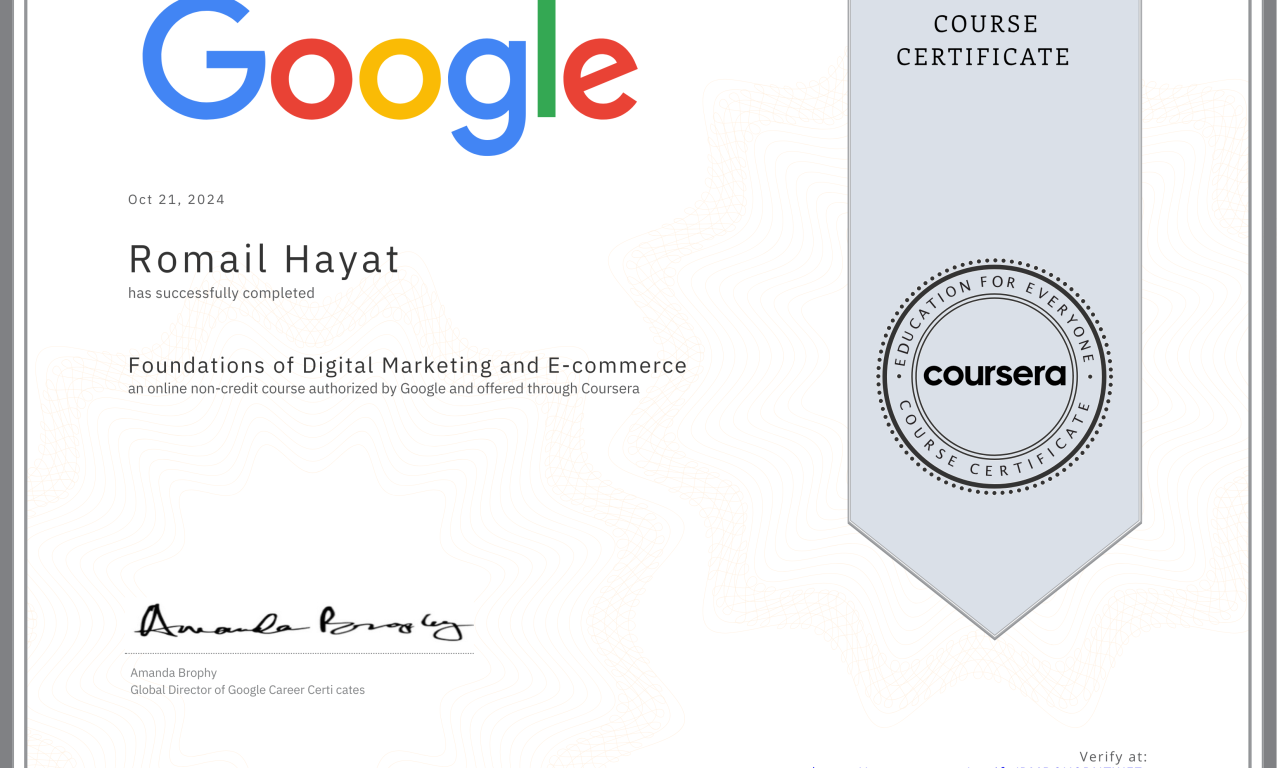 Google
COURSE
CERTIFICATE
Oct 21, 2024
Romail Hayat
has successfully completed
Foundations of Digital Marketing and E-commerce
an online non-credit course authorized by Google and offered through Coursera
EDUCATION FOR EVERYONE
coursera
COURSE CERTIFICATE
Amanda Brophy
Amanda Brophy
Global Director of Google Career Certi cates
Verify at: